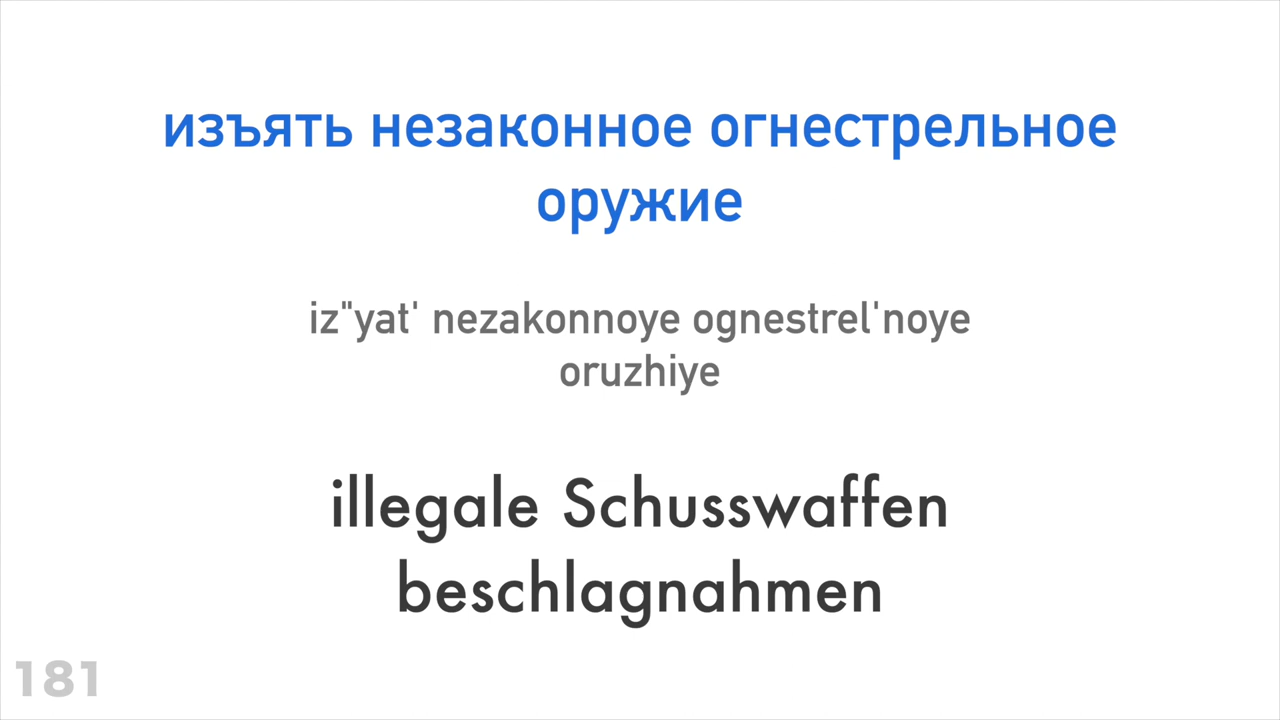 изъять незаконное огнестрельное
оружие
iz"yat' nezakonnoye ognestrel'noye
oruzhiye
illegale Schusswaffen
beschlagnahmen
181